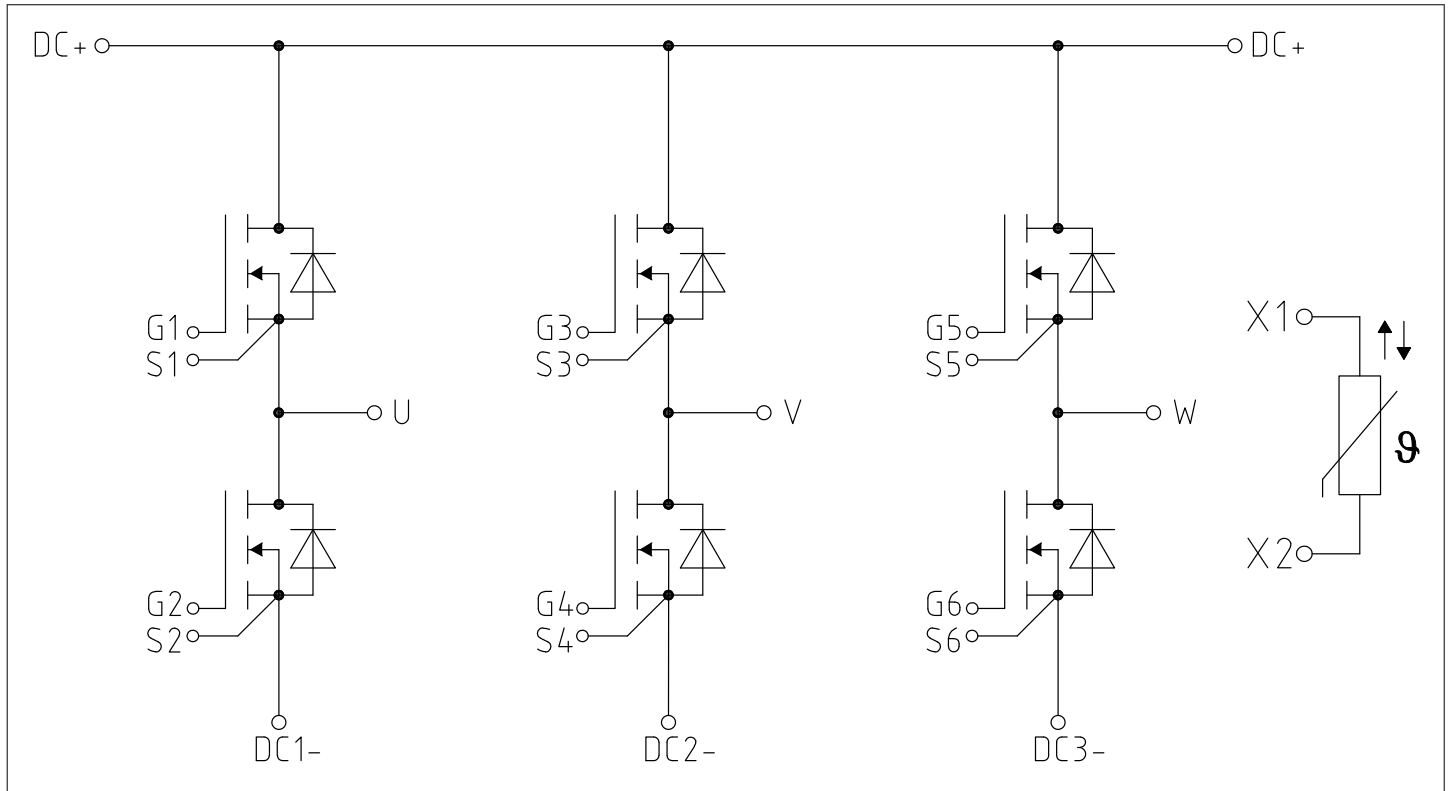 DC+ DC+
G1 G3 G5 X1
S1 S3 S5
U V W
ϑ
X2
G2 G4 G6
S2 S4 S6
DC1- DC2- DC3-